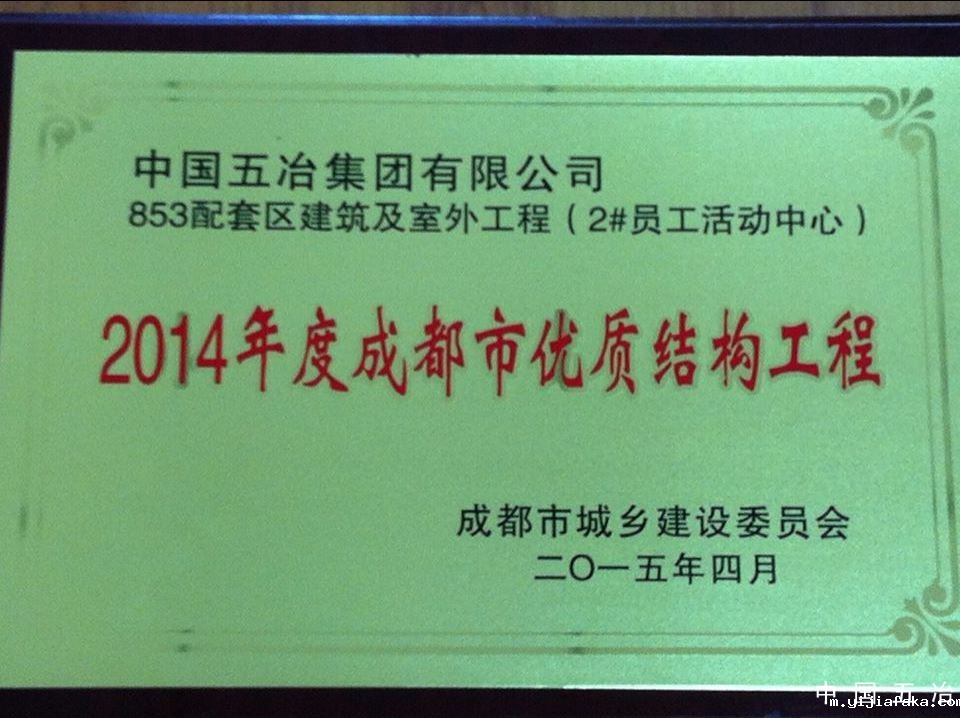 中国五冶集团有限公司
853配套区建筑及室外工程（2#员工活动中心）
2014年度成都市优质结构工程
成都市城乡建设委员会
二〇一五年四月
中国五冶
m.yijiafaka.com